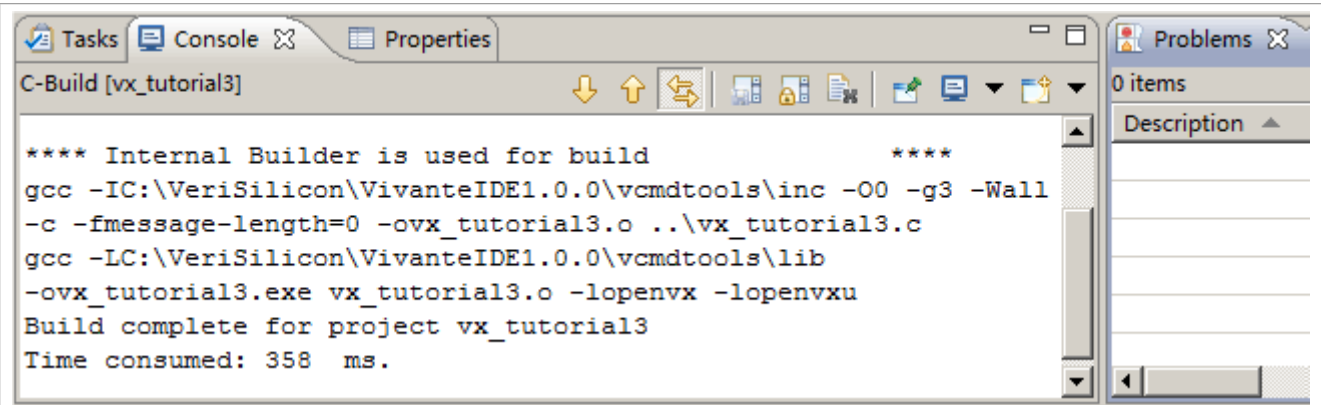 Tasks Console Properties
C-Build [vx_tutorial3]
**** Internal Builder is used for build ****
gcc -IC:\VeriSilicon\VivanteIDE1.0.0\vcmdtools\inc -O0 -g3 -Wall
-c -fmessage-length=0 -ovx_tutorial3.o ..\vx_tutorial3.c
gcc -LC:\VeriSilicon\VivanteIDE1.0.0\vcmdtools\lib
-ovx_tutorial3.exe vx_tutorial3.o -lopenvx -lopenvxu
Build complete for project vx_tutorial3
Time consumed: 358  ms.
Problems
0 items
Description